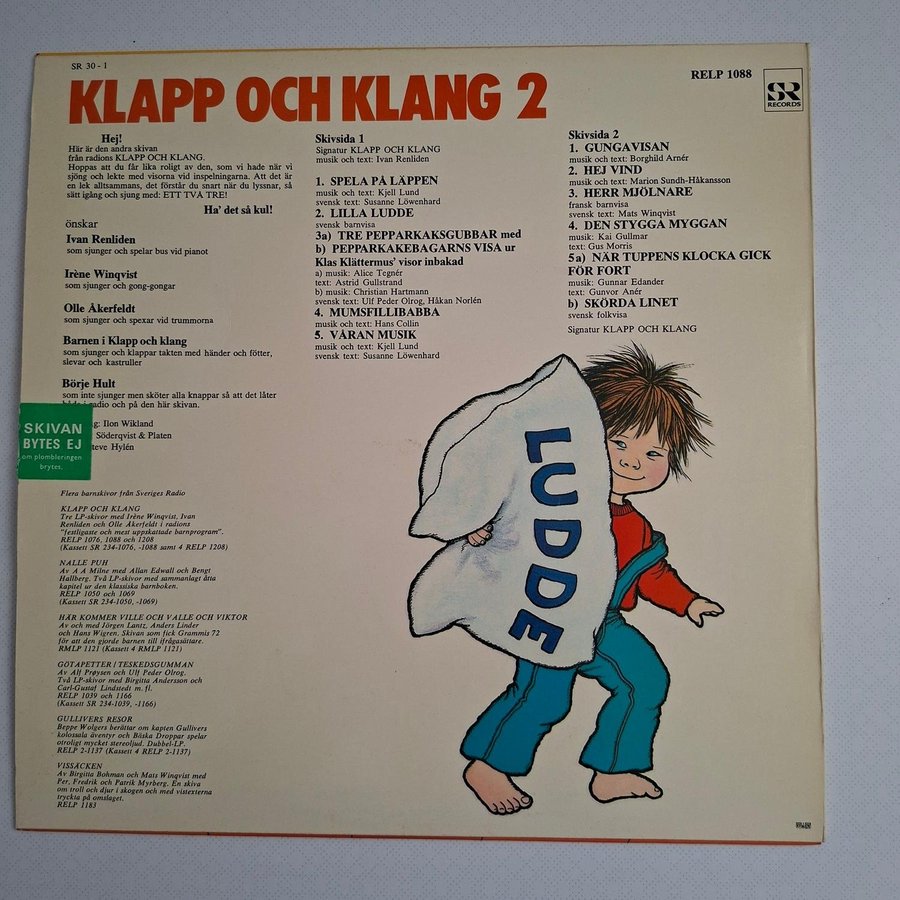 SR 30 - 1
KLAPP OCH KLANG 2
RELP 1088
SR
RECORDS
Hej!
Här är den andra skivan
från radions KLAPP OCH KLANG.
Hoppas att du får lika roligt av den, som vi hade när vi
sjöng och lekte med visorna vid inspelningarna. Att det är
en lek alltsammans, det förstår du snart när du lyssnar, så
sätt igång och sjung med: ETT TVÅ TRE!
Ha' det så kul!
önskar
Ivan Renliden
som sjunger och spelar bus vid pianot
Irène Winqvist
som sjunger och gong-gongar
Olle Åkerfeldt
som sjunger och spexar vid trummorna
Barnen i Klapp och klang
som sjunger och klappar takten med händer och fötter,
slevar och kastruller
Börje Hult
som inte sjunger men sköter alla knappar så att det låter
både i radio och på den här skivan.
g: Ilon Wikland
Söderqvist & Platen
teve Hylén
SKIVAN
BYTES EJ
om plomberingen
brytes.
Flera barnskivor från Sveriges Radio
KLAPP OCH KLANG
Tre LP-skivor med Irène Winqvist, Ivan
Renliden och Olle Åkerfeldt i radions
"festligaste och mest uppskattade barnprogram".
RELP 1076, 1088 och 1208
(Kassett SR 234-1076, -1088 samt 4 RELP 1208)
NALLE PUH
Av A A Milne med Allan Edwall och Bengt
Hallberg. Två LP-skivor med sammanlagt åtta
kapitel ur den klassiska barnboken.
RELP 1050 och 1069
(Kassett SR 234-1050, -1069)
HÄR KOMMER VILLE OCH VALLE OCH VIKTOR
Av och med Jörgen Lantz, Anders Linder
och Hans Wigren. Skivan som fick Grammis 72
för att den gjorde barnen till ifrågasättare.
RMLP 1121 (Kassett 4 RMLP 1121)
GÖTAPETTER / TESKEDSGUMMAN
Av Alf Prøysen och Ulf Peder Olrog.
Två LP-skivor med Birgitta Andersson och
Carl-Gustaf Lindstedt m. fl.
RELP 1039 och 1166
(Kassett SR 234-1039, -1166)
GULLIVERS RESOR
Beppe Wolgers berättar om kapten Gullivers
kolossala äventyr och Bäska Droppar spelar
otroligt mycket stereoljud. Dubbel-LP.
RELP 2-1137 (Kassett 4 RELP 2-1137)
VISSÄCKEN
Av Birgitta Bohman och Mats Winqvist med
Per, Fredrik och Patrik Myrberg. En skiva
om troll och djur i skogen och med vistexterna
tryckta på omslaget.
RELP 1183
Skivsida 1
Signatur KLAPP OCH KLANG
musik och text: Ivan Renliden
1. SPELA PÅ LÄPPEN
musik och text: Kjell Lund
svensk text: Susanne Löwenhard
2. LILLA LUDDE
svensk barnvisa
3a) TRE PEPPARKAKSGUBBAR med
b) PEPPARKAKEBAGARNS VISA ur
Klas Klättermus' visor inbakad
a) musik: Alice Tegnér
text: Astrid Gullstrand
b) musik: Christian Hartmann
svensk text: Ulf Peder Olrog, Håkan Norlén
4. MUMSFILLIBABBA
musik och text: Hans Collin
5. VÅRAN MUSIK
musik och text: Kjell Lund
svensk text: Susanne Löwenhard
Skivsida 2
1. GUNGAVISAN
musik och text: Borghild Arnér
2. HEJ VIND
musik och text: Marion Sundh-Håkansson
3. HERR MJÖLNARE
fransk barnvisa
svensk text: Mats Winqvist
4. DEN STYGGA MYGGAN
musik: Kai Gullmar
text: Gus Morris
5a) NÄR TUPPENS KLOCKA GICK
FÖR FORT
musik: Gunnar Edander
text: Gunvor Anér
b) SKÖRDA LINET
svensk folkvisa
Signatur KLAPP OCH KLANG
LUDDE